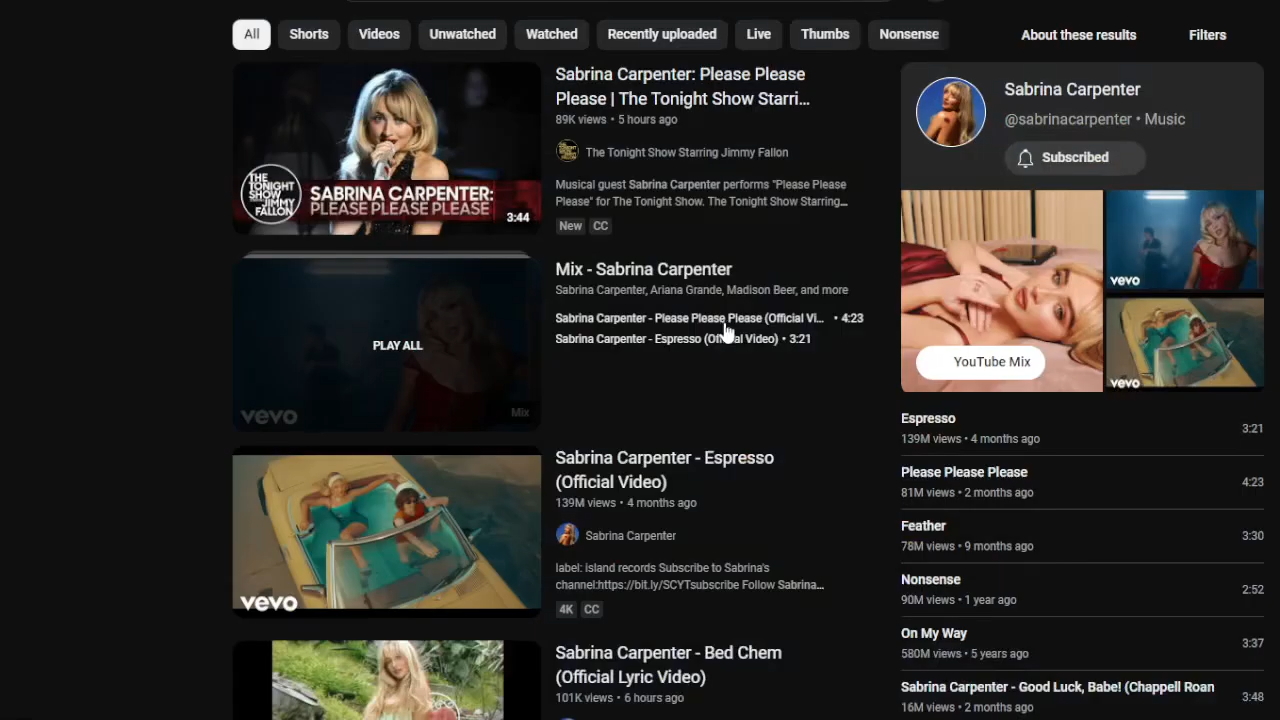 All
Shorts
Videos
Unwatched
Watched
Recently uploaded
Live
Thumbs
Nonsense
About these results
Filters
THE
TONIGHT
SHOW
JIMMY
FALLON
SABRINA CARPENTER:
PLEASE PLEASE PLEASE
3:44
Sabrina Carpenter: Please Please
Please | The Tonight Show Starri...
89K views • 5 hours ago
The Tonight Show Starring Jimmy Fallon
Musical guest Sabrina Carpenter performs "Please Please
Please" for The Tonight Show. The Tonight Show Starring...
New
CC
PLAY ALL
vevo
Mix
Mix - Sabrina Carpenter
Sabrina Carpenter, Ariana Grande, Madison Beer, and more
Sabrina Carpenter - Please Please Please (Official Vi... • 4:23
Sabrina Carpenter - Espresso (Official Video) • 3:21
vevo
Sabrina Carpenter - Espresso
(Official Video)
139M views • 4 months ago
Sabrina Carpenter
label: island records Subscribe to Sabrina's
channel:https://bit.ly/SCYTsubscribe Follow Sabrina...
4K
CC
Sabrina Carpenter - Bed Chem
(Official Lyric Video)
101K views • 6 hours ago
Sabrina Carpenter
@sabrinacarpenter • Music
Subscribed
YouTube Mix
vevo
vevo
Espresso
139M views • 4 months ago
3:21
Please Please Please
81M views • 2 months ago
4:23
Feather
78M views • 9 months ago
3:30
Nonsense
90M views • 1 year ago
2:52
On My Way
580M views • 5 years ago
3:37
Sabrina Carpenter - Good Luck, Babe! (Chappell Roan
16M views • 2 months ago
3:48